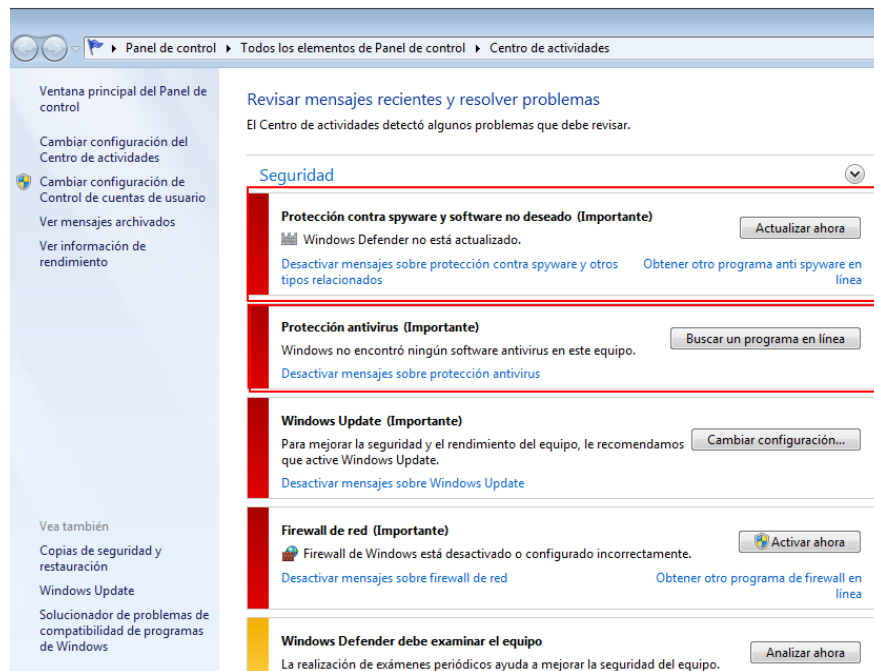 Panel de control ▸ Todos los elementos de Panel de control ▸ Centro de actividades
Ventana principal del Panel de
control
Cambiar configuración del
Centro de actividades
Cambiar configuración de
Control de cuentas de usuario
Ver mensajes archivados
Ver información de
rendimiento
Vea también
Copias de seguridad y
restauración
Windows Update
Solucionador de problemas de
compatibilidad de programas
de Windows
Revisar mensajes recientes y resolver problemas
El Centro de actividades detectó algunos problemas que debe revisar.
Seguridad
Protección contra spyware y software no deseado (Importante)
Windows Defender no está actualizado.
Actualizar ahora
Desactivar mensajes sobre protección contra spyware y otros
tipos relacionados
Obtener otro programa anti spyware en
línea
Protección antivirus (Importante)
Windows no encontró ningún software antivirus en este equipo.
Buscar un programa en línea
Desactivar mensajes sobre protección antivirus
Windows Update (Importante)
Para mejorar la seguridad y el rendimiento del equipo, le recomendamos
que active Windows Update.
Cambiar configuración...
Desactivar mensajes sobre Windows Update
Firewall de red (Importante)
Firewall de Windows está desactivado o configurado incorrectamente.
Activar ahora
Desactivar mensajes sobre firewall de red
Obtener otro programa de firewall en
línea
Windows Defender debe examinar el equipo
La realización de exámenes periódicos ayuda a mejorar la seguridad del equipo.
Analizar ahora